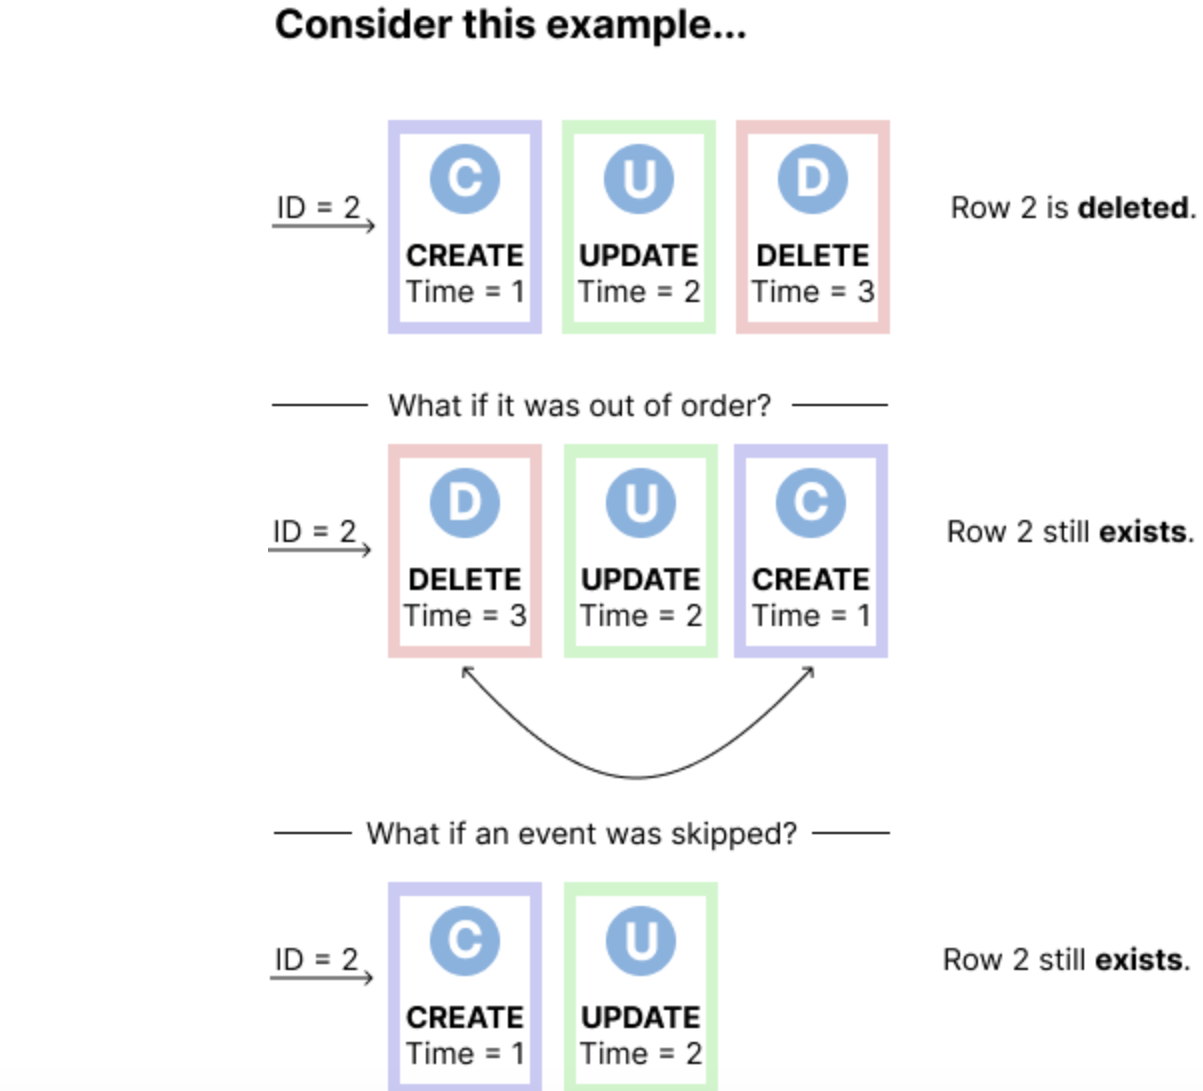 Consider this example...
ID = 2
C
U
D
CREATE
UPDATE
DELETE
Time = 1
Time = 2
Time = 3
Row 2 is deleted.
What if it was out of order?
ID = 2
D
U
C
DELETE
UPDATE
CREATE
Time = 3
Time = 2
Time = 1
Row 2 still exists.
What if an event was skipped?
ID = 2
C
U
CREATE
UPDATE
Time = 1
Time = 2
Row 2 still exists.